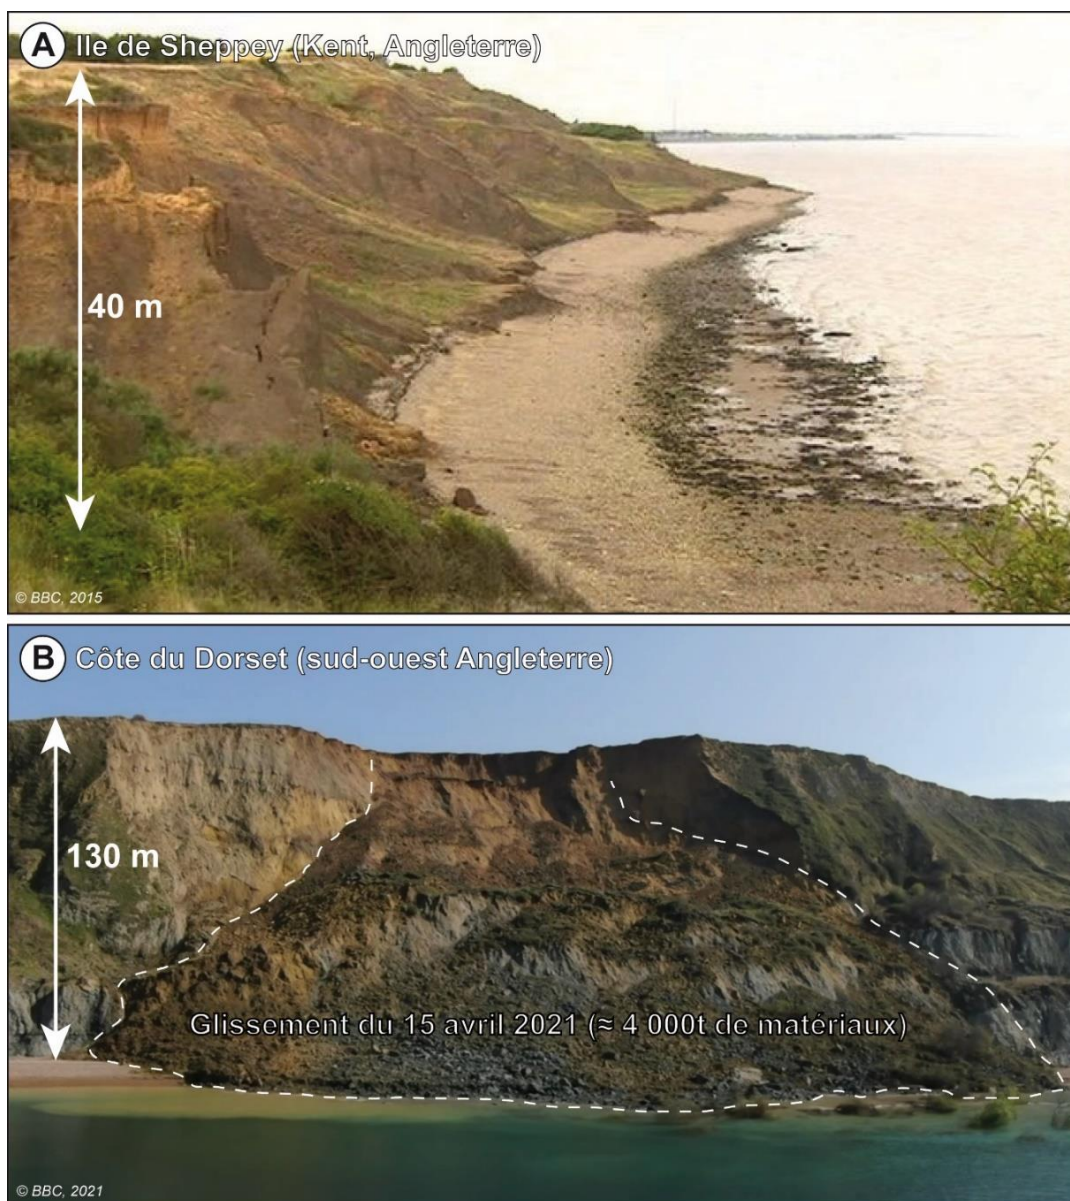 A Ile de Sheppey (Kent, Angleterre)
40 m
© BBC, 2015
B Côte du Dorset (sud-ouest Angleterre)
130 m
Glissement du 15 avril 2021 (≈ 4 000t de matériaux)
© BBC, 2021